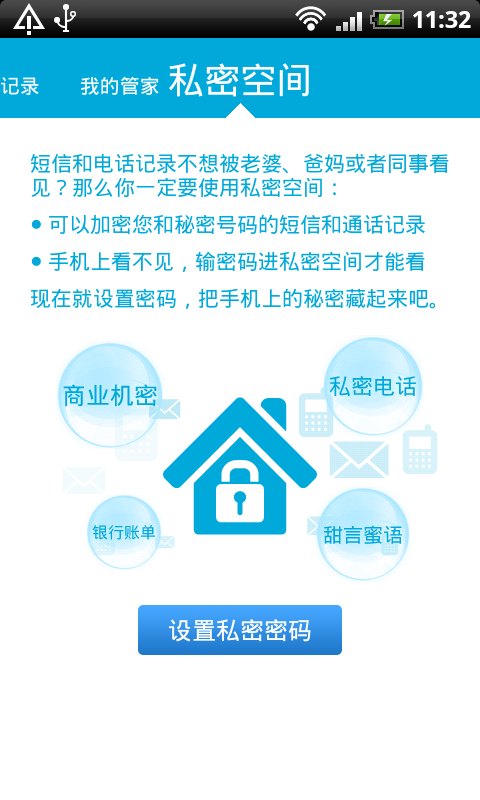 11:32
记录 我的管家 私密空间
短信和电话记录不想被老婆、爸妈或者同事看
见？那么你一定要使用私密空间：
• 可以加密您和秘密号码的短信和通话记录
• 手机上看不见，输密码进私密空间才能看
现在就设置密码，把手机上的秘密藏起来吧。
商业机密
私密电话
银行账单
甜言蜜语
设置私密密码